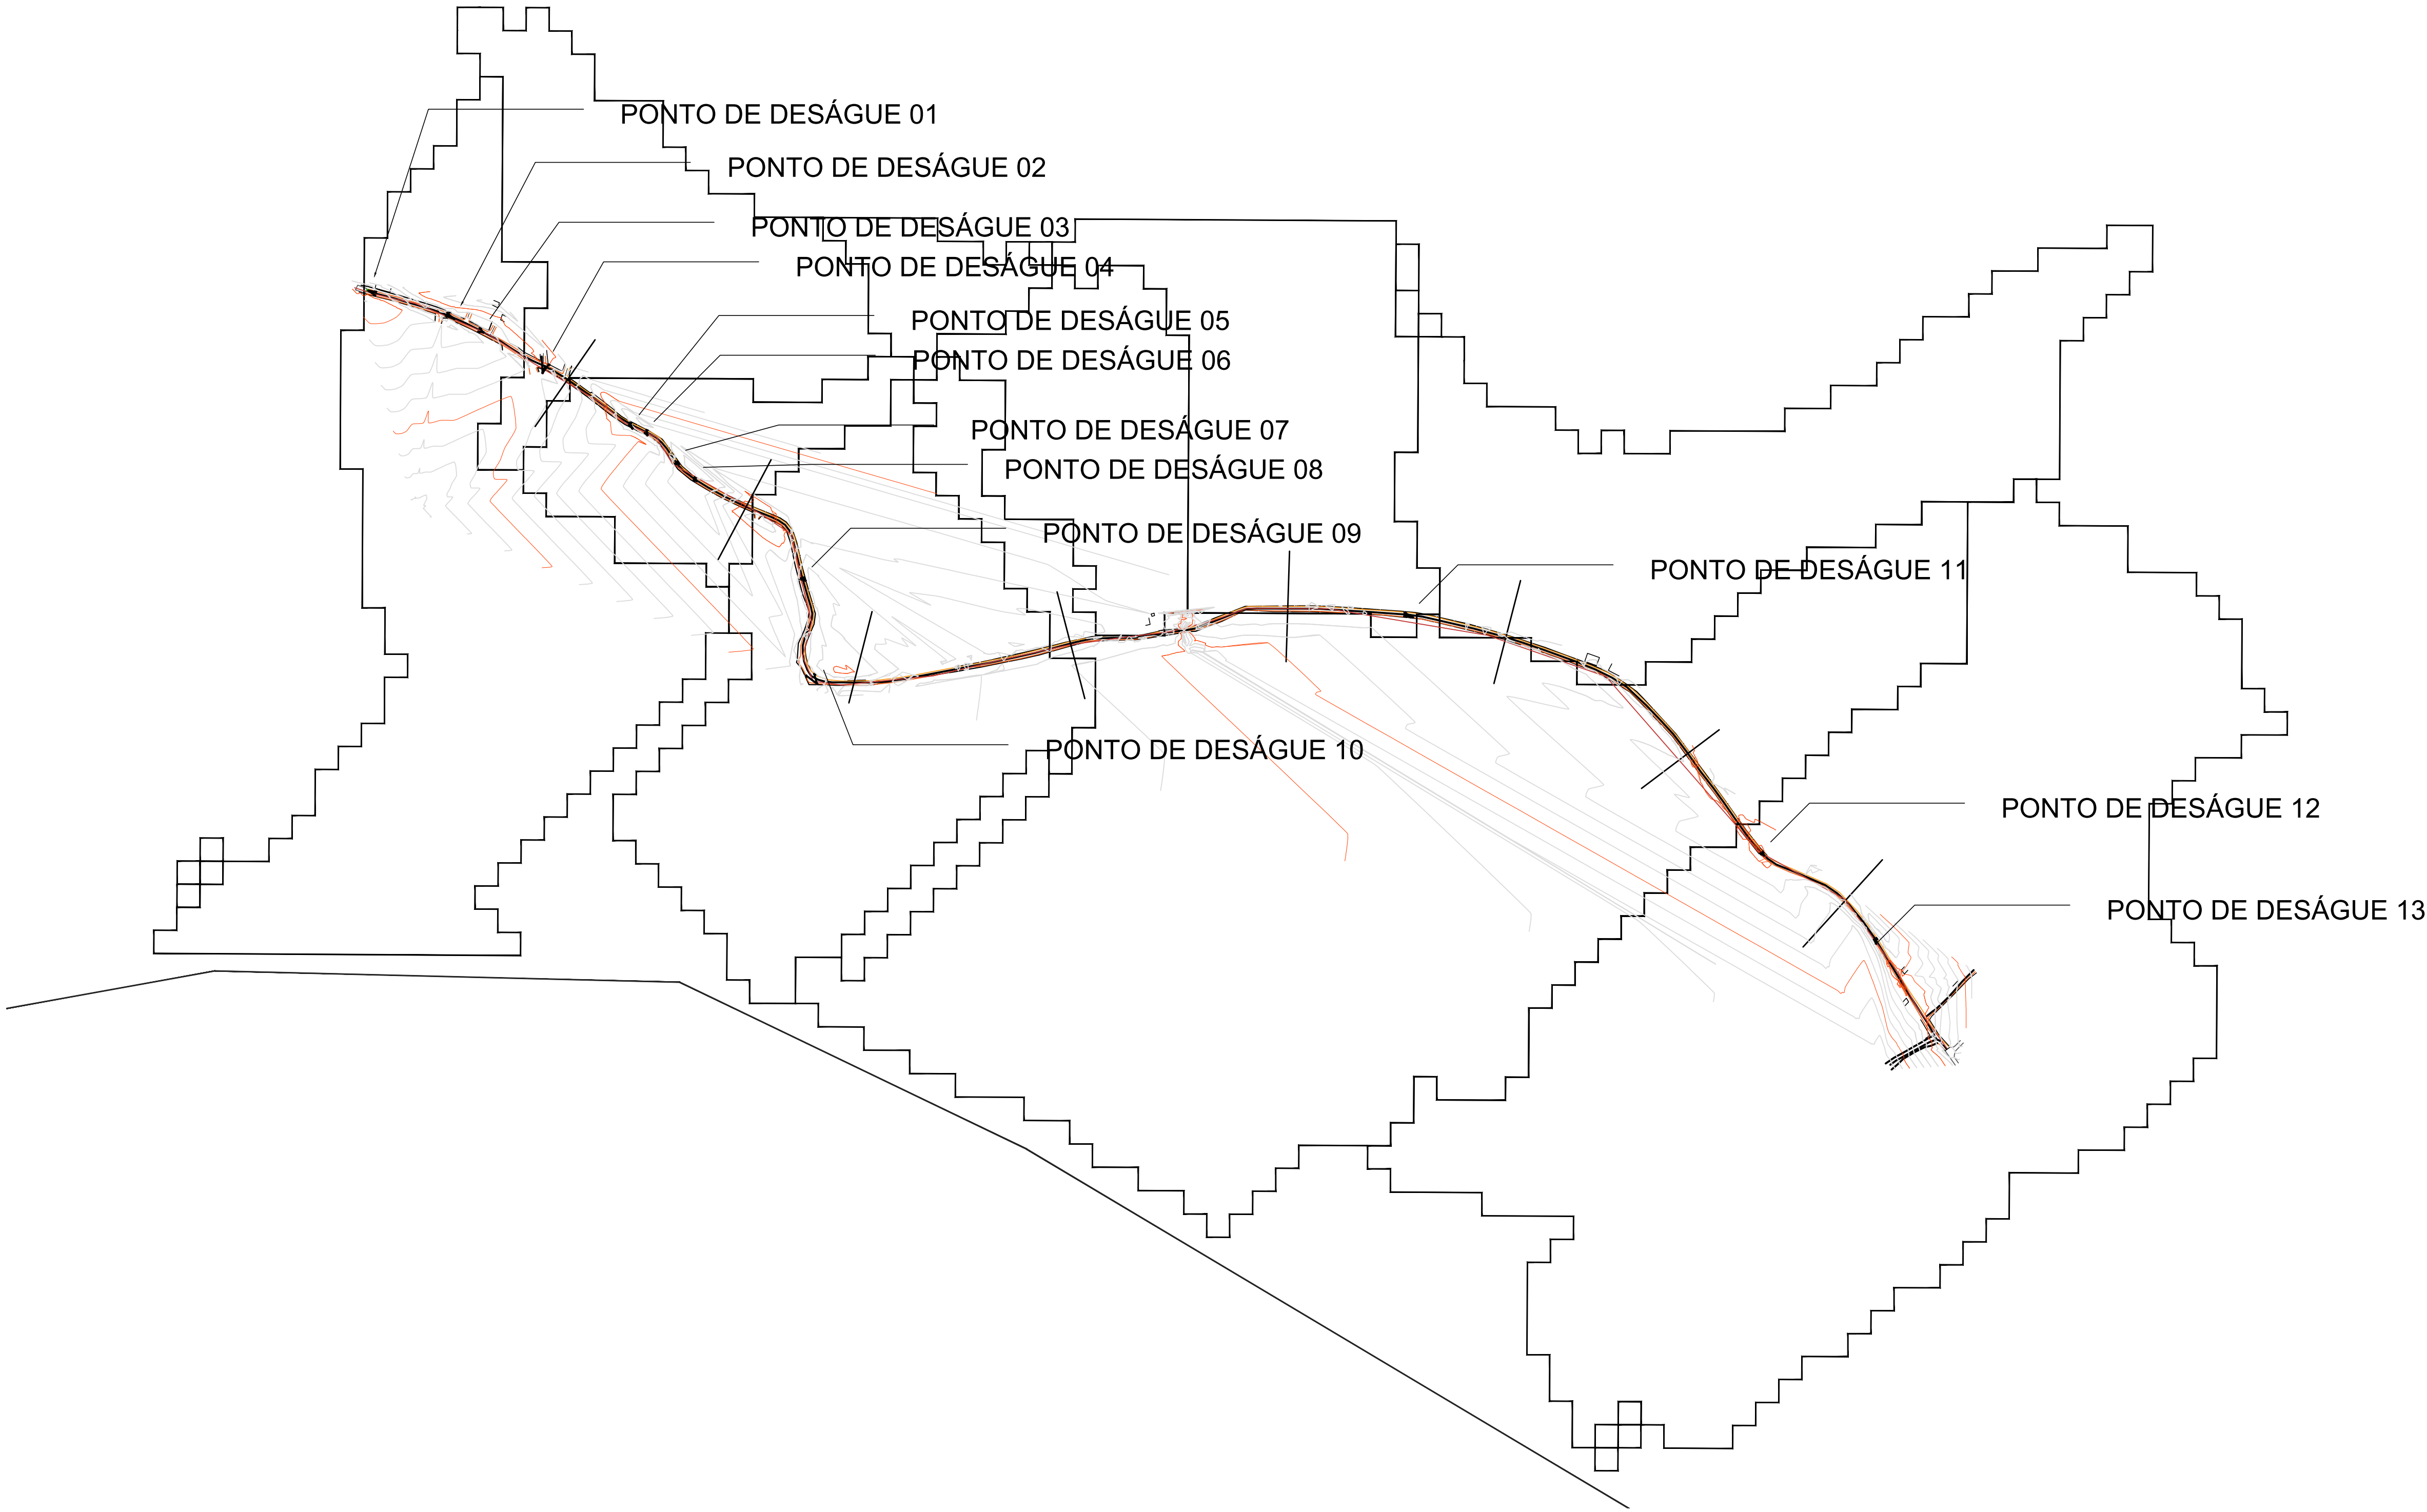 PONTO DE DESÁGUE 01
PONTO DE DESÁGUE 02
PONTO DE DESÁGUE 03
PONTO DE DESÁGUE 04
PONTO DE DESÁGUE 05
PONTO DE DESÁGUE 06
PONTO DE DESÁGUE 07
PONTO DE DESÁGUE 08
PONTO DE DESÁGUE 09
PONTO DE DESÁGUE 11
PONTO DE DESÁGUE 10
PONTO DE DESÁGUE 12
PONTO DE DESÁGUE 13